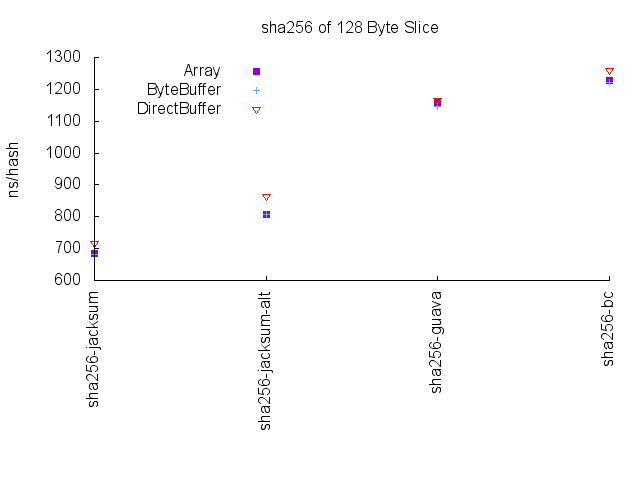 sha256 of 128 Byte Slice
1300
1200
1100
1000
900
800
700
600
ns/hash
Array
ByteBuffer
DirectBuffer
sha256-jacksum
sha256-jacksum-alt
sha256-guava
sha256-bc